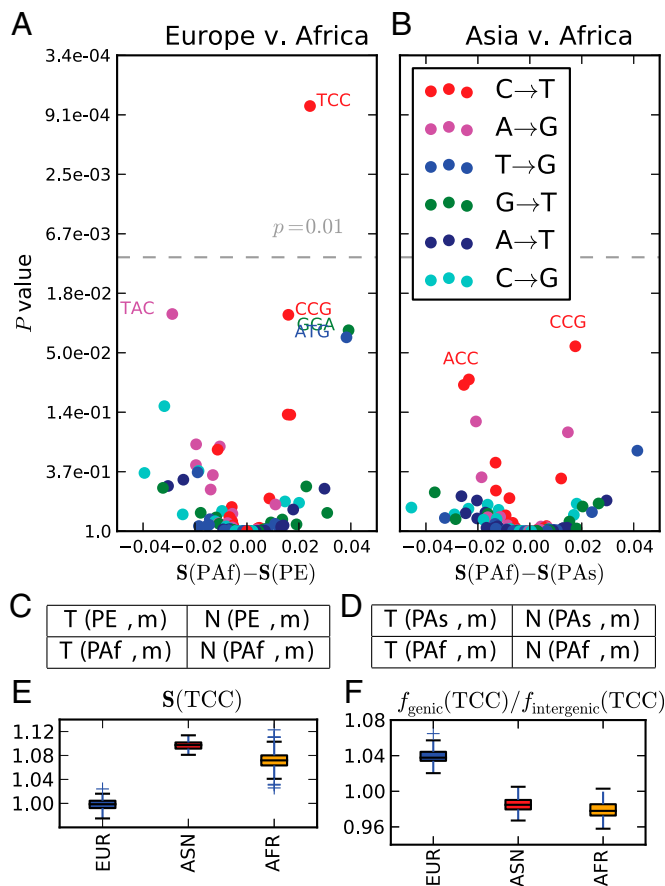 A Europe v. Africa
B Asia v. Africa
3.4e-04
9.1e-04
2.5e-03
6.7e-03
1.8e-02
5.0e-02
1.4e-01
3.7e-01
1.0
P value
TCC
p=0.01
TAC
CCG
GGA
ATG
−0.04 −0.02 0.00 0.02 0.04
S(PAf)−S(PE)
C→T
A→G
T→G
G→T
A→T
C→G
CCG
ACC
−0.04 −0.02 0.00 0.02 0.04
S(PAf)−S(PAs)
C
T(PE,m) N(PE,m)
T(PAf,m) N(PAf,m)
D
T(PAs,m) N(PAs,m)
T(PAf,m) N(PAf,m)
E
S(TCC)
1.12
1.08
1.04
1.00
EUR
ASN
AFR
F
f_genic(TCC)/f_intergenic(TCC)
1.08
1.04
1.00
0.96
EUR
ASN
AFR